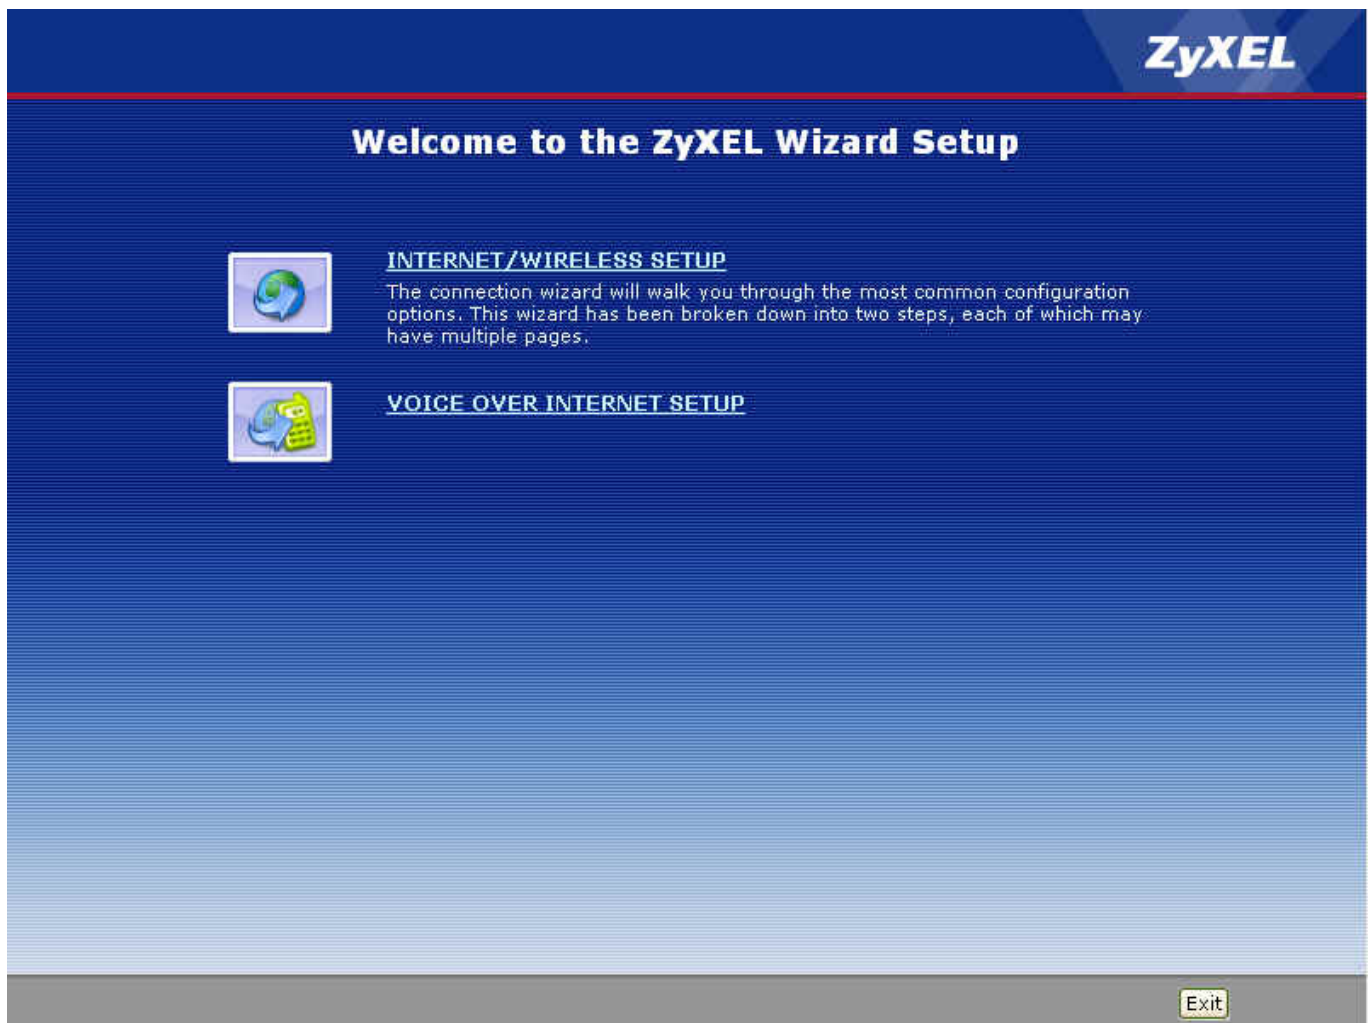 ZyXEL
Welcome to the ZyXEL Wizard Setup
INTERNET/WIRELESS SETUP
The connection wizard will walk you through the most common configuration
options. This wizard has been broken down into two steps, each of which may
have multiple pages.
VOICE OVER INTERNET SETUP
Exit